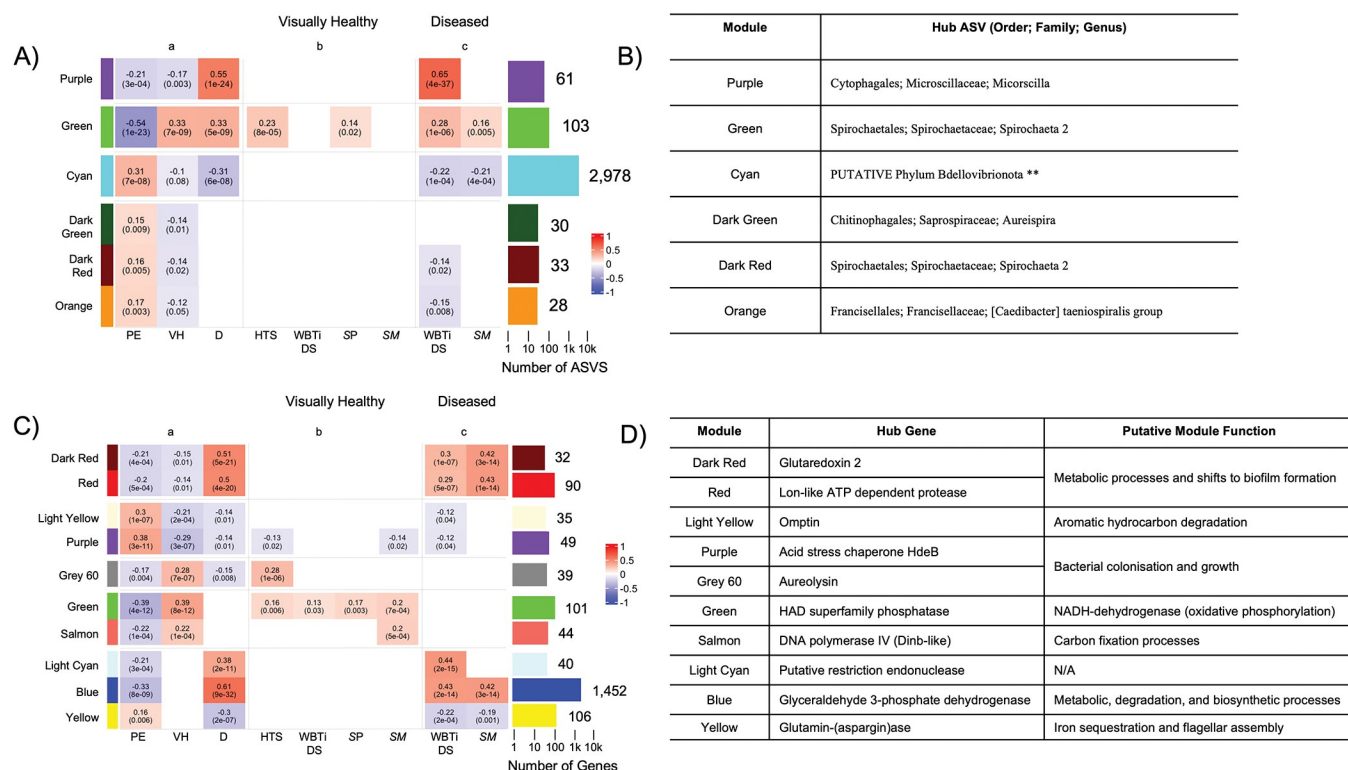 Visually Healthy Diseased
A) a b c
Purple -0.21 (3e-04) -0.17 (0.003) 0.55 (1e-24) 0.65 (4e-37) 61
Green -0.54 (1e-23) 0.33 (7e-09) 0.33 (5e-09) 0.23 (8e-05) 0.14 (0.02) 0.28 (1e-06) 0.16 (0.005) 103
Cyan 0.31 (7e-08) -0.1 (0.08) -0.31 (6e-08) -0.22 (1e-04) -0.21 (4e-04) 2,978
Dark Green 0.15 (0.009) -0.14 (0.01) 30
Dark Red 0.16 (0.005) -0.14 (0.02) -0.14 (0.02) 33
Orange 0.17 (0.003) -0.12 (0.05) -0.15 (0.008) 28
1 0.5 0 -0.5 -1
PE VH D HTS WBTi DS SP SM WBTi DS SM 1 10 100 1k 10k
Number of ASVS
B)
Module Hub ASV (Order; Family; Genus)
Purple Cytophagales; Microscillaceae; Micorscilla
Green Spirochaetales; Spirochaetaceae; Spirochaeta 2
Cyan PUTATIVE Phylum Bdellovibrionota **
Dark Green Chitinophagales; Saprospiraceae; Aureispira
Dark Red Spirochaetales; Spirochaetaceae; Spirochaeta 2
Orange Francisellales; Francisellaceae; [Caedibacter] taeniospiralis group
Visually Healthy Diseased
C) a b c
Dark Red -0.21 (4e-04) -0.15 (0.01) 0.51 (5e-21) 0.3 (1e-07) 0.42 (3e-14) 32
Red -0.2 (5e-04) -0.14 (0.01) 0.5 (4e-20) 0.29 (5e-07) 0.43 (1e-14) 90
Light Yellow 0.3 (1e-07) -0.21 (2e-04) -0.14 (0.01) -0.12 (0.04) 35
Purple 0.38 (3e-11) -0.29 (3e-07) -0.14 (0.01) -0.13 (0.02) -0.14 (0.02) -0.12 (0.04) 49
Grey 60 -0.17 (0.004) 0.28 (7e-07) -0.15 (0.008) 0.28 (1e-06) 39
Green -0.39 (4e-12) 0.39 (8e-12) 0.16 (0.006) 0.13 (0.03) 0.17 (0.003) 0.2 (7e-04) 101
Salmon -0.22 (1e-04) 0.22 (1e-04) 0.2 (5e-04) 44
Light Cyan -0.21 (3e-04) 0.38 (2e-11) 0.44 (2e-15) 40
Blue -0.33 (8e-09) 0.61 (9e-32) 0.43 (2e-14) 0.42 (3e-14) 1,452
Yellow 0.16 (0.006) -0.3 (2e-07) -0.22 (2e-04) -0.19 (0.001) 106
1 0.5 0 -0.5 -1
PE VH D HTS WBTi DS SP SM WBTi DS SM 1 10 100 1k 10k
Number of Genes
D)
Module Hub Gene Putative Module Function
Dark Red Glutaredoxin 2 Metabolic processes and shifts to biofilm formation
Red Lon-like ATP dependent protease
Light Yellow Omptin Aromatic hydrocarbon degradation
Purple Acid stress chaperone HdeB Bacterial colonisation and growth
Grey 60 Aureolysin
Green HAD superfamily phosphatase NADH-dehydrogenase (oxidative phosphorylation)
Salmon DNA polymerase IV (Dinb-like) Carbon fixation processes
Light Cyan Putative restriction endonuclease N/A
Blue Glyceraldehyde 3-phosphate dehydrogenase Metabolic, degradation, and biosynthetic processes
Yellow Glutamin-(aspargin)ase Iron sequestration and flagellar assembly